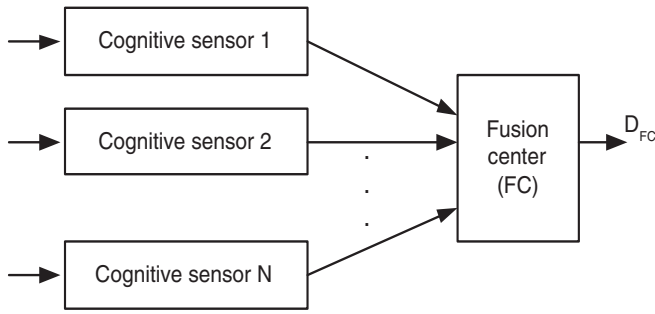 Cognitive sensor 1
Cognitive sensor 2
.
.
.
Cognitive sensor N
Fusion
center
(FC)
D_FC